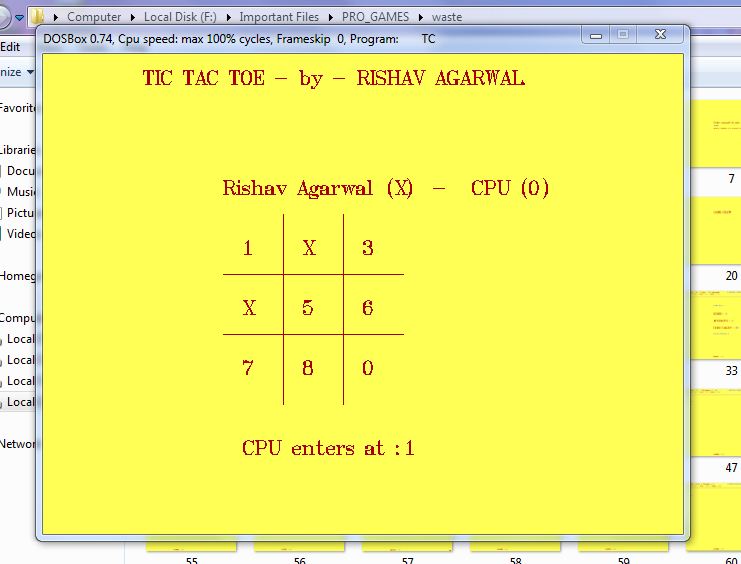 Computer ▸ Local Disk (F:) ▸ Important Files ▸ PRO_GAMES ▸ waste
DOSBox 0.74, Cpu speed: max 100% cycles, Frameskip 0, Program: TC
Edit
nize
TIC TAC TOE - by - RISHAV AGARWAL
Favorite
Librarie
Docu
Music
Pictu
Video
Homeg
Compu
Local
Local
Local
Local
Networ
Rishav Agarwal (X) - CPU (0)
1 X 3
X 5 6
7 8 0
CPU enters at : 1
7
20
33
47
55 56 57 58 59 60